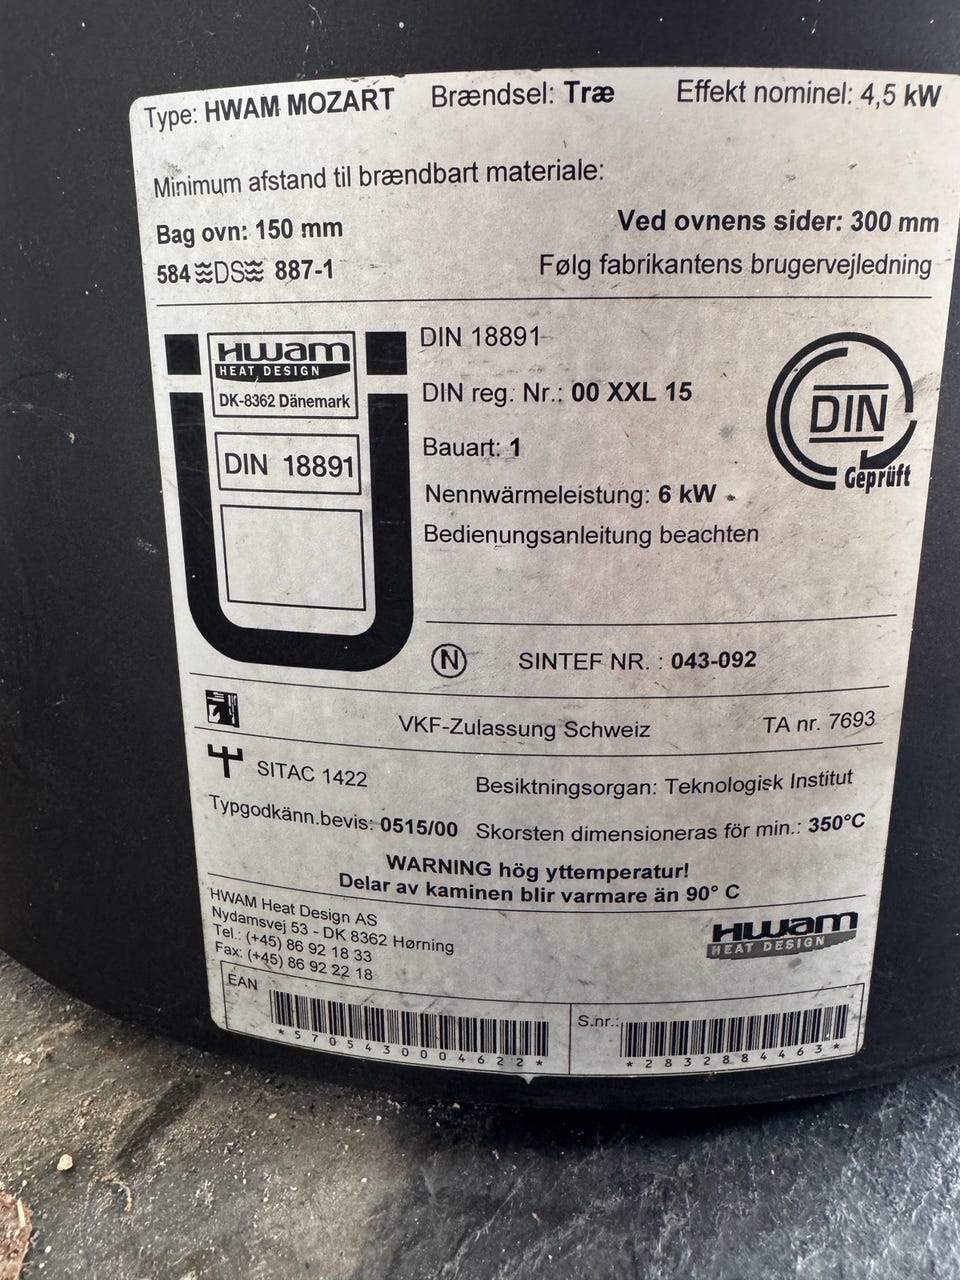 Type: HWAM MOZART Brændsel: Træ Effekt nominel: 4,5 kW
Minimum afstand til brændbart materiale:
Bag ovn: 150 mm Ved ovnens sider: 300 mm
584 DS 887-1 Følg fabrikantens brugervejledning
HWAM
HEAT DESIGN
DK-8362 Dänemark
DIN 18891
DIN 18891
DIN reg. Nr.: 00 XXL 15
Bauart: 1
Nennwärmeleistung: 6 kW
Bedienungsanleitung beachten
DIN
Geprüft
N SINTEF NR. : 043-092
VKF-Zulassung Schweiz TA nr. 7693
SITAC 1422 Besiktningsorgan: Teknologisk Institut
Typgodkänn.bevis: 0515/00 Skorsten dimensioneras för min.: 350°C
WARNING hög yttemperatur!
Delar av kaminen blir varmare än 90° C
HWAM Heat Design AS
Nydamsvej 53 - DK 8362 Hørning
Tel.: (+45) 86 92 18 33
Fax: (+45) 86 92 22 18
HWAM
HEAT DESIGN
EAN
*5705430004622*
S.nr.:
*2832884463*